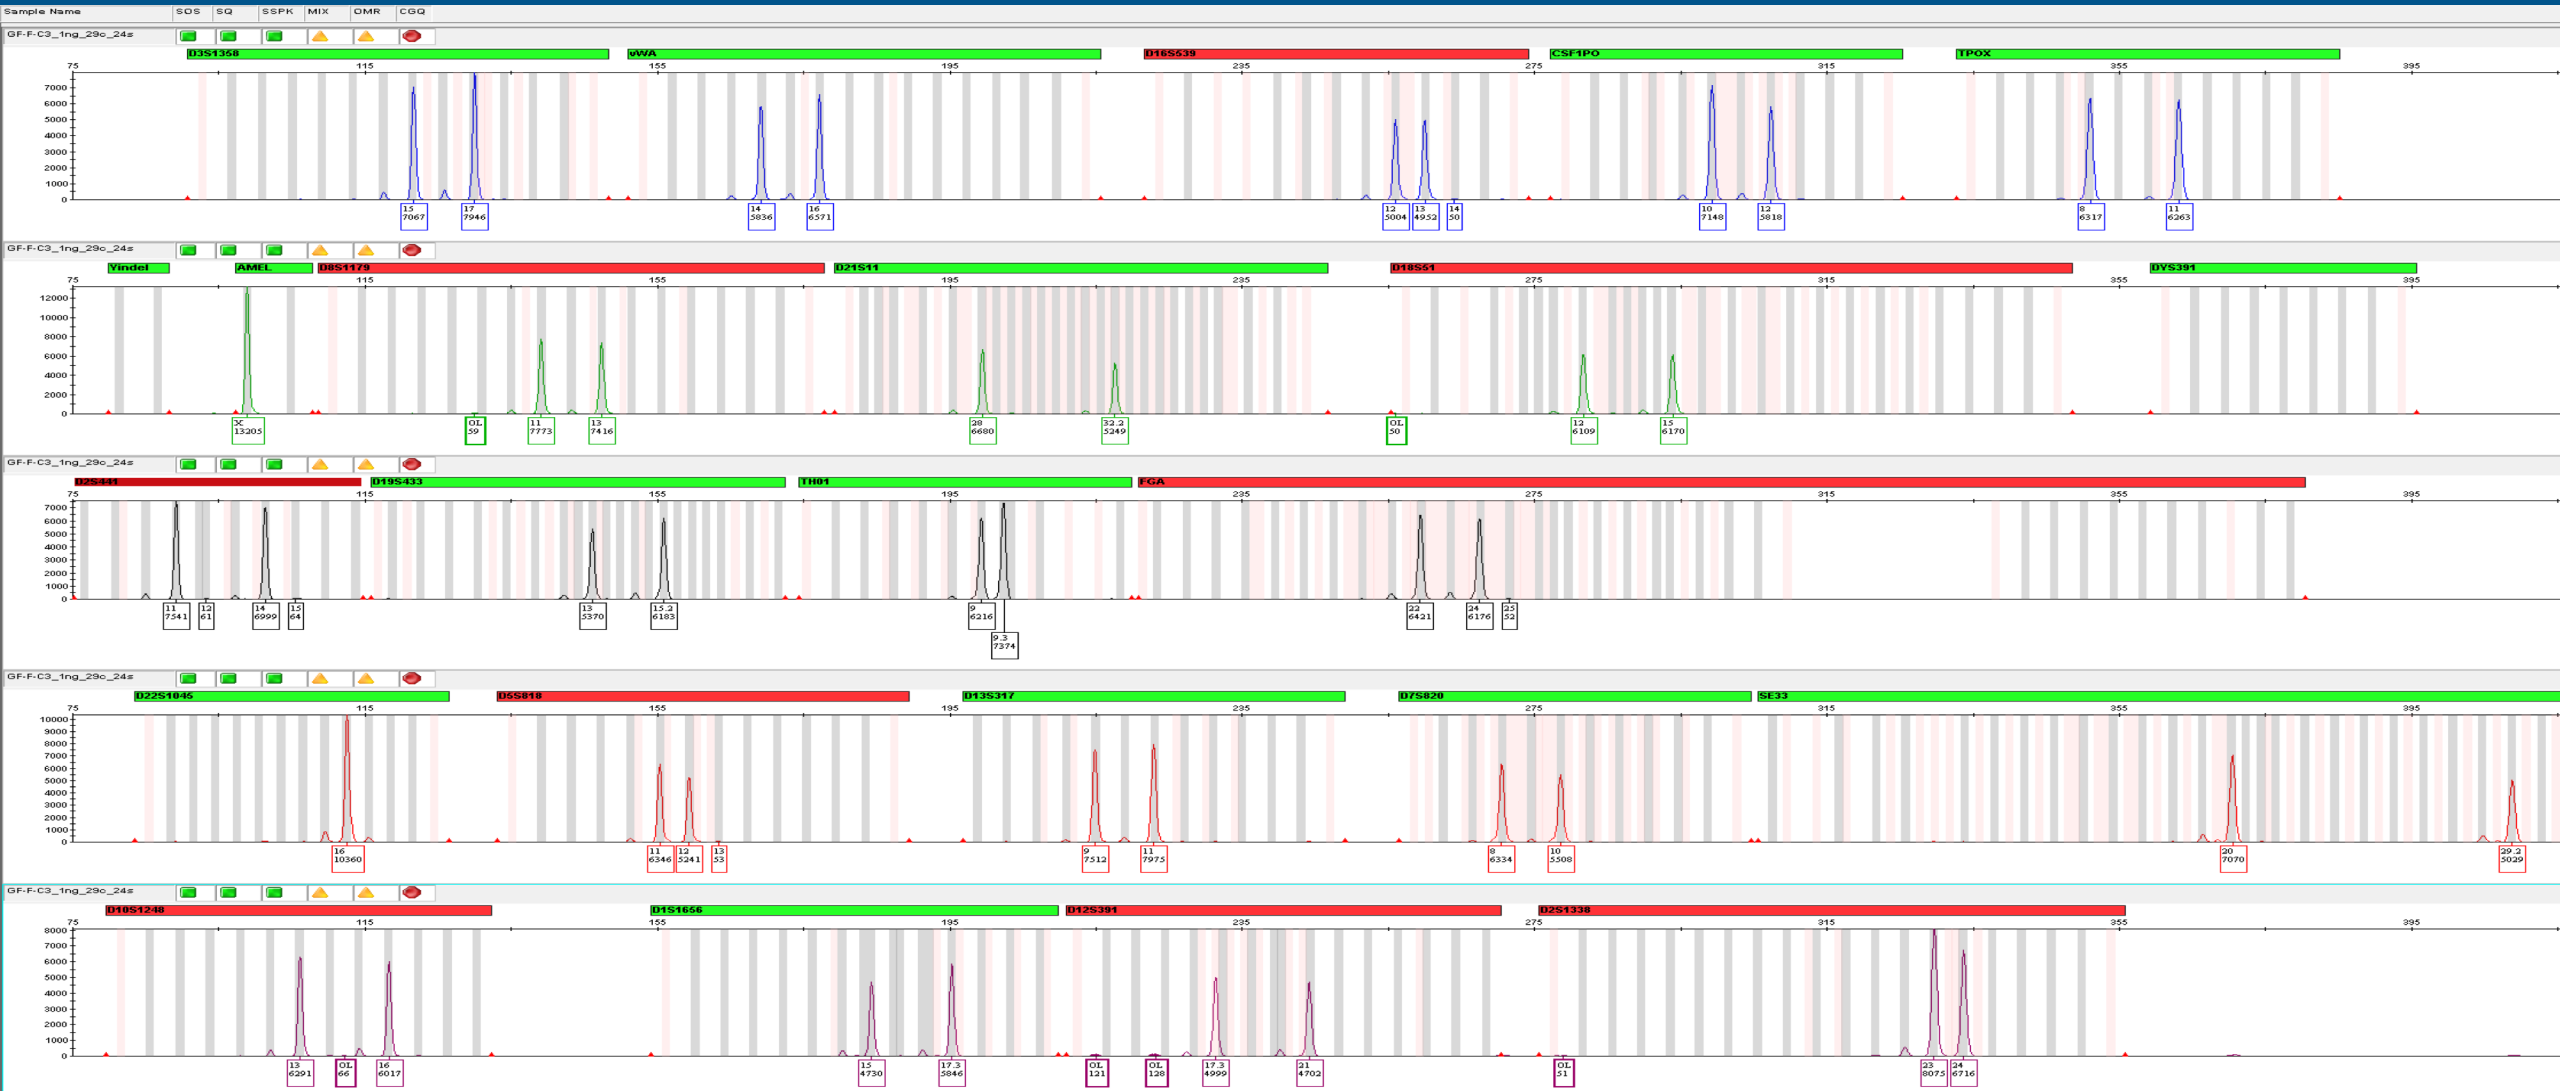 Sample Name SOS SQ SSPK MIX OMR CGQ
GF-F-C3_1ng_29c_24s
D3S1358 vWA D16S539 CSF1PO TPOX
75 115 155 195 235 275 315 355 395
7000
6000
5000
4000
3000
2000
1000
0
15 17 14 16 12 13 14 10 12 8 11
7067 7946 5836 6571 5004 4952 50 7148 5818 6317 6263
GF-F-C3_1ng_29c_24s
Yindel AMEL D8S1179 D21S11 D18S51 DYS391
75 115 155 195 235 275 315 355 395
12000
10000
8000
6000
4000
2000
0
X OL 11 13 28 32.2 OL 12 15
13205 59 7773 7416 6680 5249 50 6109 6170
GF-F-C3_1ng_29c_24s
D2S441 D19S433 TH01 FGA
75 115 155 195 235 275 315 355 395
7000
6000
5000
4000
3000
2000
1000
0
11 12 14 15 13 15.2 9 22 24 25
7541 61 6999 64 5370 6183 6216 6421 6176 52
9.3
7374
GF-F-C3_1ng_29c_24s
D22S1045 D5S818 D13S317 D7S820 SE33
75 115 155 195 235 275 315 355 395
10000
9000
8000
7000
6000
5000
4000
3000
2000
1000
0
16 11 12 13 9 11 8 10 20 29.2
10360 6346 5241 53 7512 7975 6334 5508 7070 5029
GF-F-C3_1ng_29c_24s
D10S1248 D1S1656 D12S391 D2S1338
75 115 155 195 235 275 315 355 395
8000
7000
6000
5000
4000
3000
2000
1000
0
13 OL 16 15 17.3 OL OL 17.3 21 OL 23 24
6291 66 6017 4730 5846 121 128 4999 4702 51 8075 6716